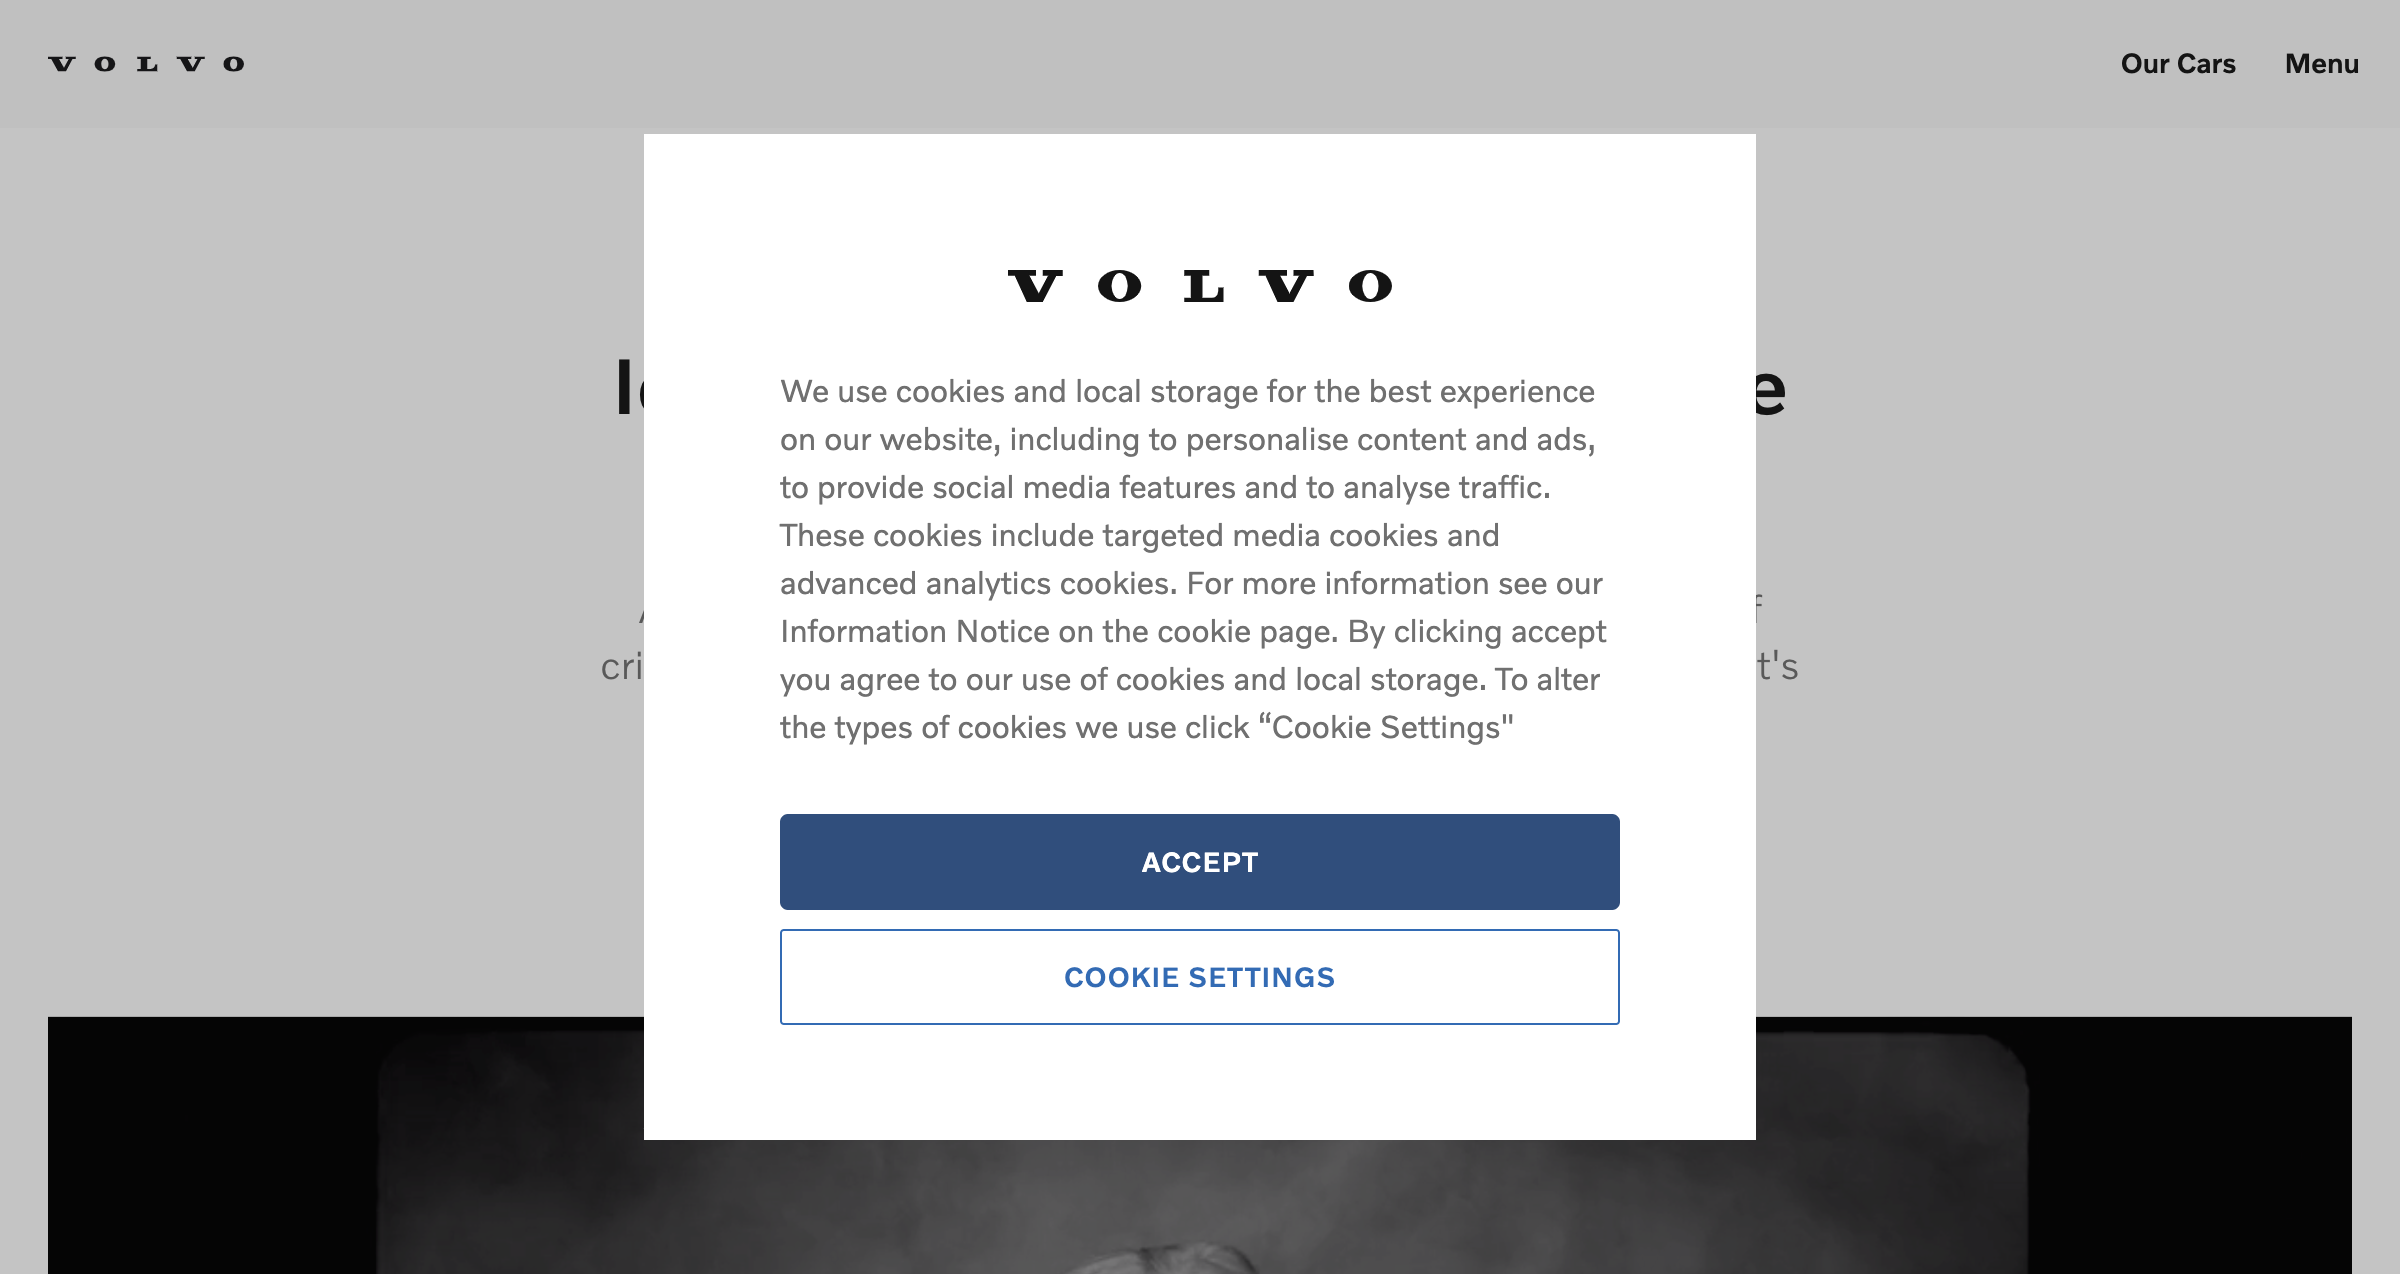 VOLVO
Our Cars
Menu
VOLVO
We use cookies and local storage for the best experience
on our website, including to personalise content and ads,
to provide social media features and to analyse traffic.
These cookies include targeted media cookies and
advanced analytics cookies. For more information see our
Information Notice on the cookie page. By clicking accept
you agree to our use of cookies and local storage. To alter
the types of cookies we use click “Cookie Settings"
ACCEPT
COOKIE SETTINGS